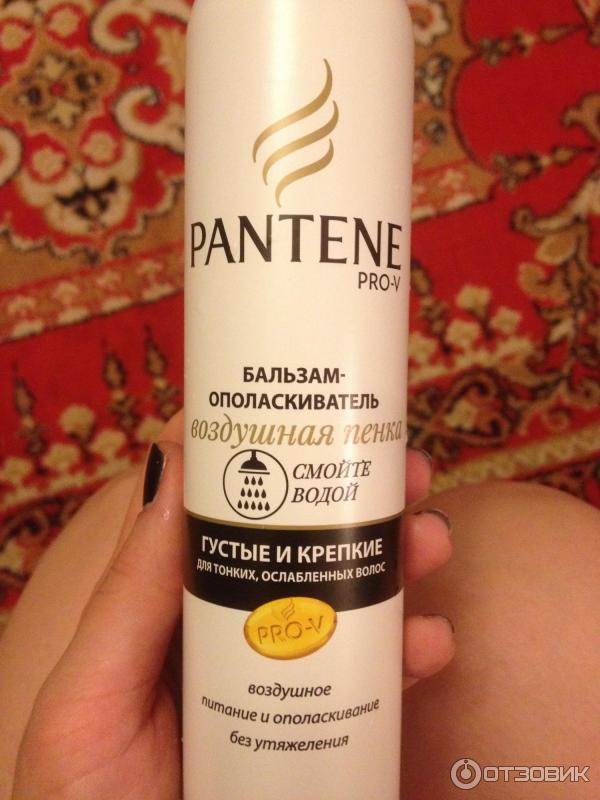 PANTENE
PRO-V
БАЛЬЗАМ-
ОПОЛАСКИВАТЕЛЬ
воздушная пенка
СМОЙТЕ
ВОДОЙ
ГУСТЫЕ И КРЕПКИЕ
ДЛЯ ТОНКИХ, ОСЛАБЛЕННЫХ ВОЛОС
PRO-V
воздушное
питание и ополаскивание
без утяжеления
ОТЗОВИК